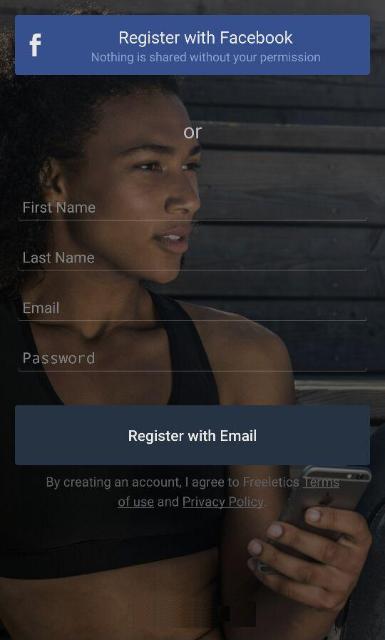 f
Register with Facebook
Nothing is shared without your permission
or
First Name
Last Name
Email
Password
Register with Email
By creating an account, I agree to Freeletics Terms
of use and Privacy Policy.